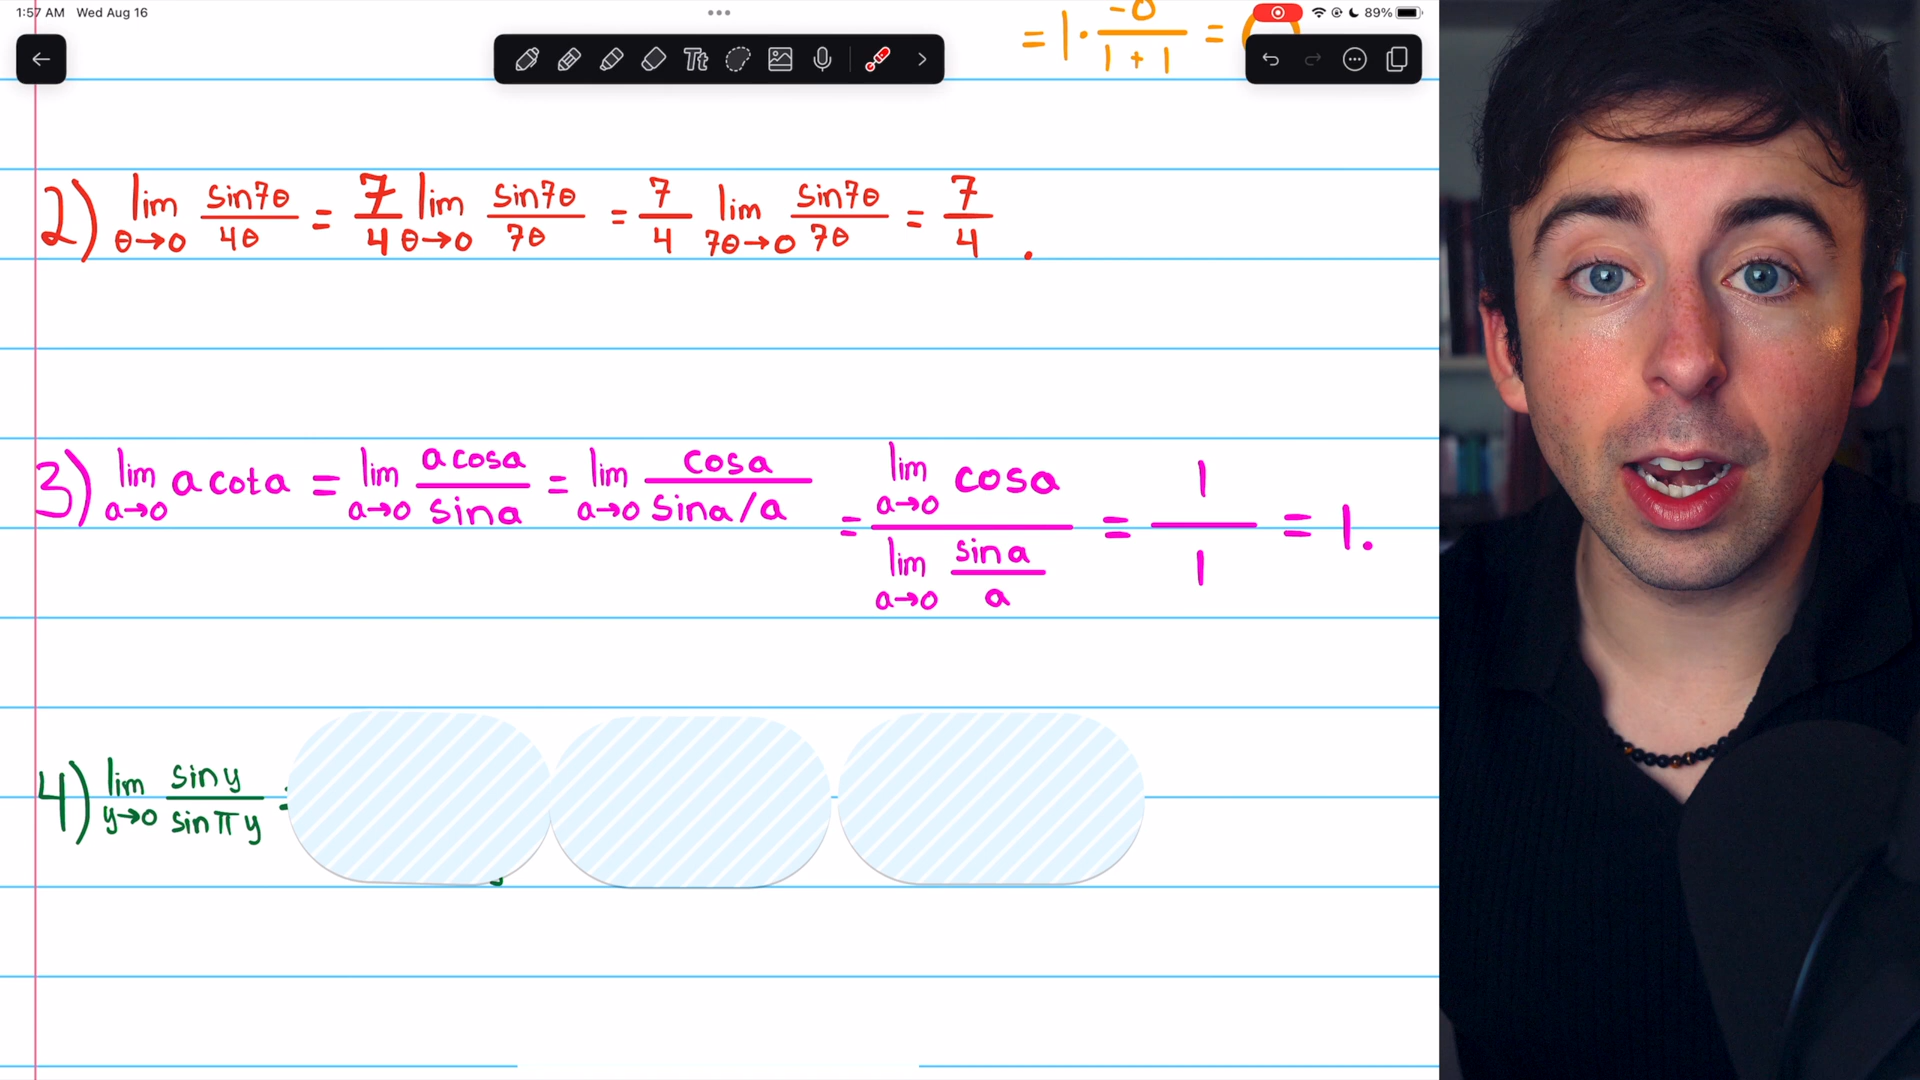 1:57 AM Wed Aug 16
89%
= 1 · -0 / 1 + 1 =
Tt
2) lim θ→0 sin7θ / 4θ = 7/4 lim θ→0 sin7θ / 7θ = 7/4 lim 7θ→0 sin7θ / 7θ = 7/4 .
3) lim a→0 a cot a = lim a→0 a cos a / sin a = lim a→0 cos a / sin a / a = lim a→0 cos a / lim a→0 sin a / a = 1 / 1 = 1.
4) lim y→0 sin y / sin π y =